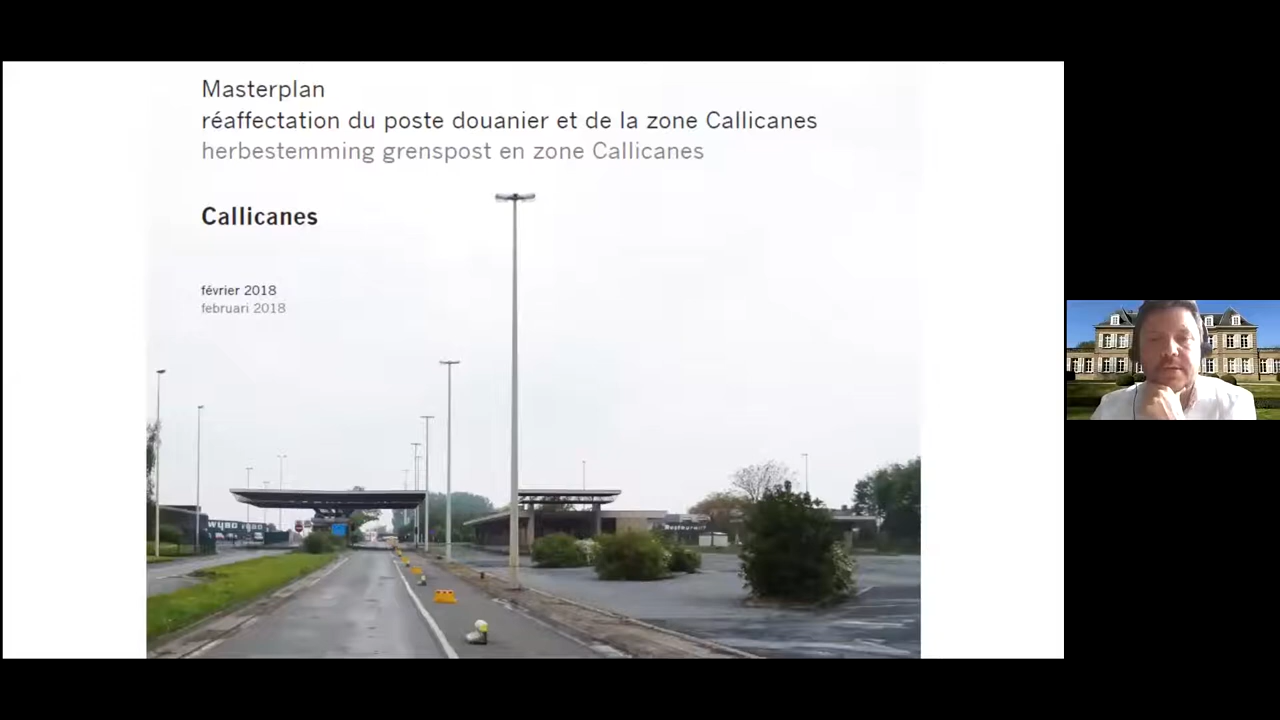 Masterplan
réaffectation du poste douanier et de la zone Callicanes
herbestemming grenspost en zone Callicanes
Callicanes
février 2018
februari 2018
Restaurant